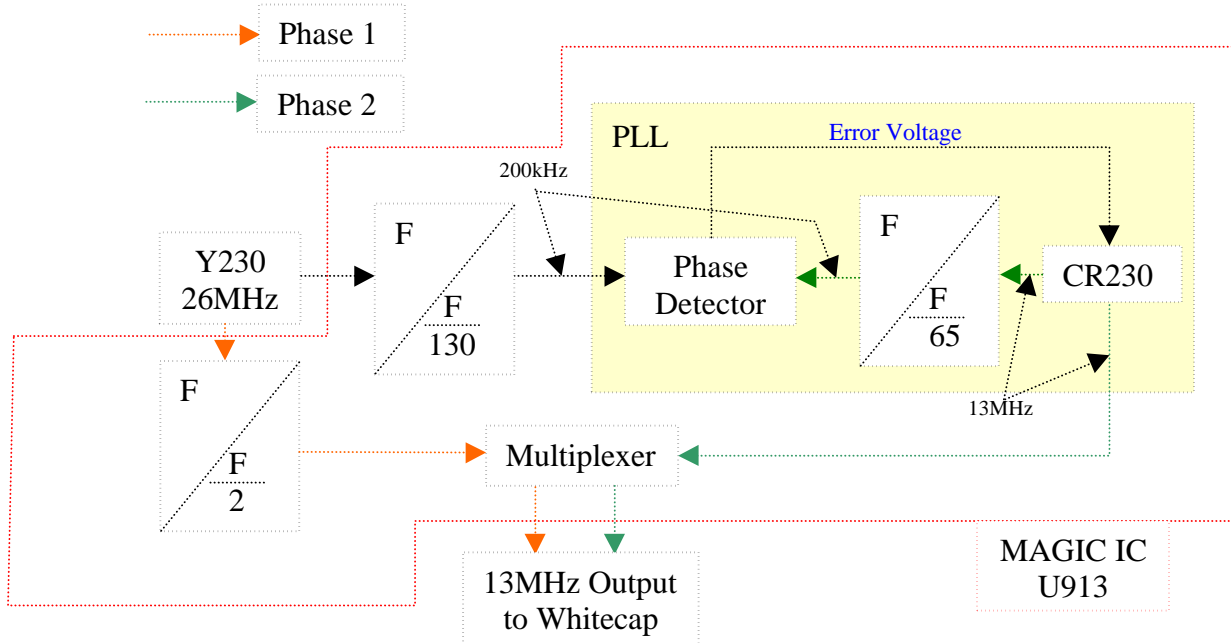 Phase 1
Phase 2
PLL
Error Voltage
200kHz
F
F
130
Y230
26MHz
Phase
Detector
F
F
65
CR230
13MHz
F
F
2
Multiplexer
13MHz Output
to Whitecap
MAGIC IC
U913